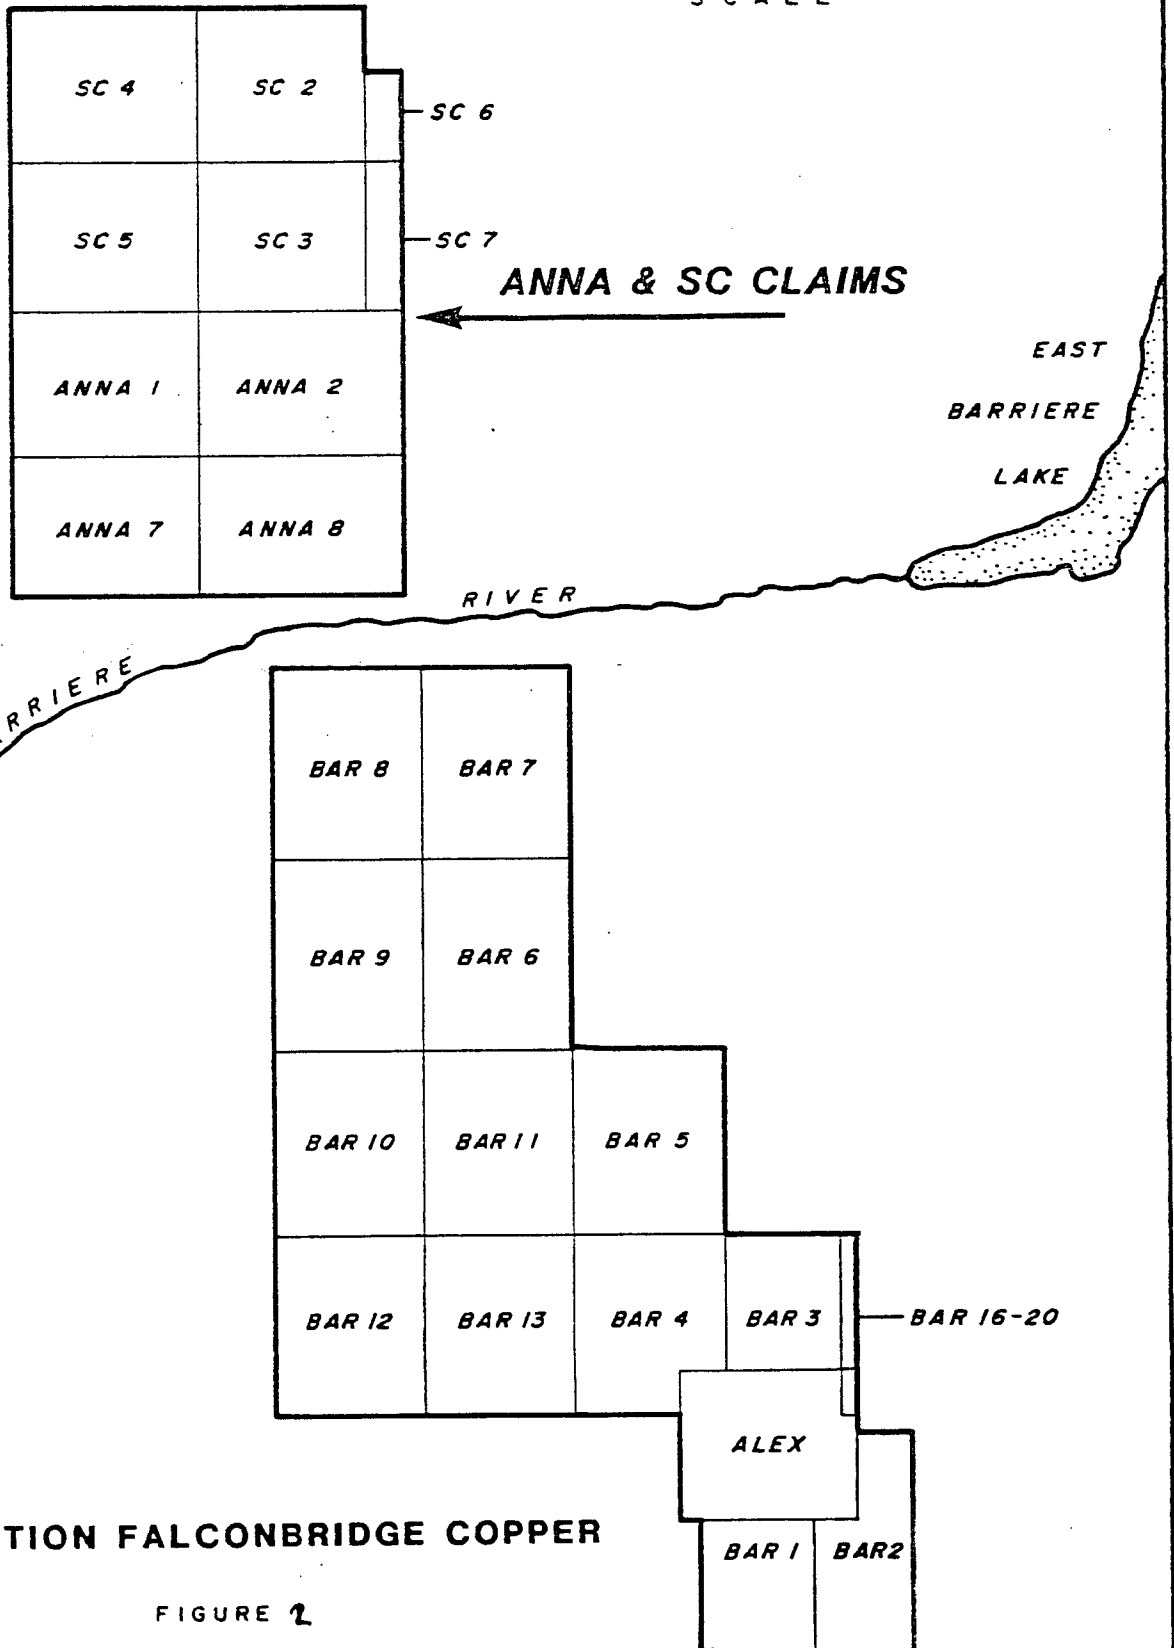 SCALE
SC 4
SC 2
SC 6
SC 5
SC 3
SC 7
ANNA & SC CLAIMS
ANNA 1
ANNA 2
EAST
BARRIERE
LAKE
ANNA 7
ANNA 8
RIVER
RRIERE
BAR 8
BAR 7
BAR 9
BAR 6
BAR 10
BAR 11
BAR 5
BAR 12
BAR 13
BAR 4
BAR 3
BAR 16-20
ALEX
TION FALCONBRIDGE COPPER
BAR 1
BAR2
FIGURE 2